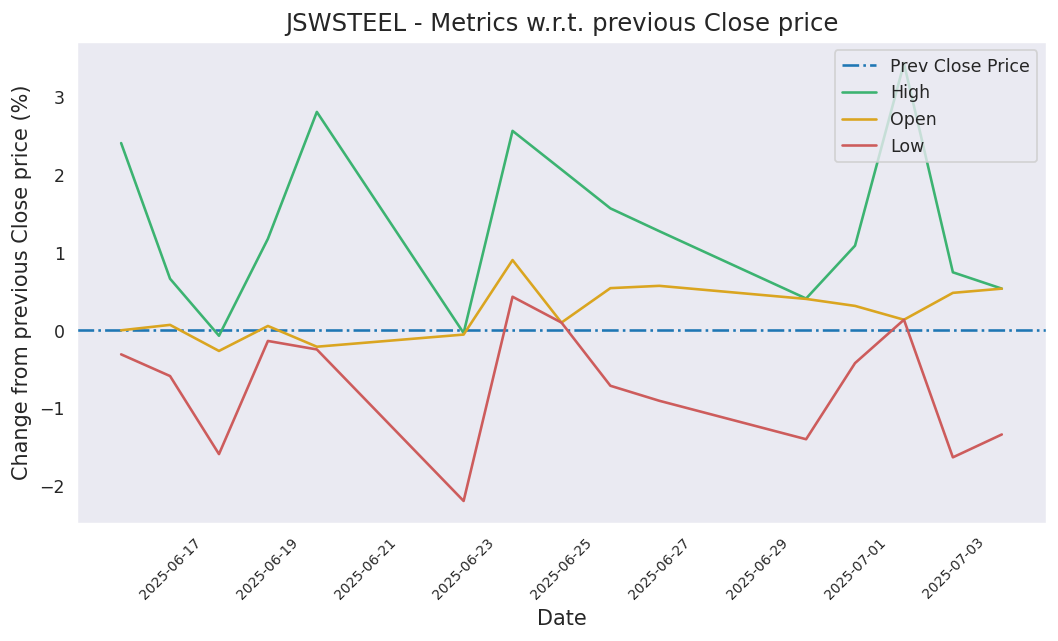 JSWSTEEL - Metrics w.r.t. previous Close price
Change from previous Close price (%)
3
2
1
0
−1
−2
Prev Close Price
High
Open
Low
2025-06-17
2025-06-19
2025-06-21
2025-06-23
2025-06-25
2025-06-27
2025-06-29
2025-07-01
2025-07-03
Date